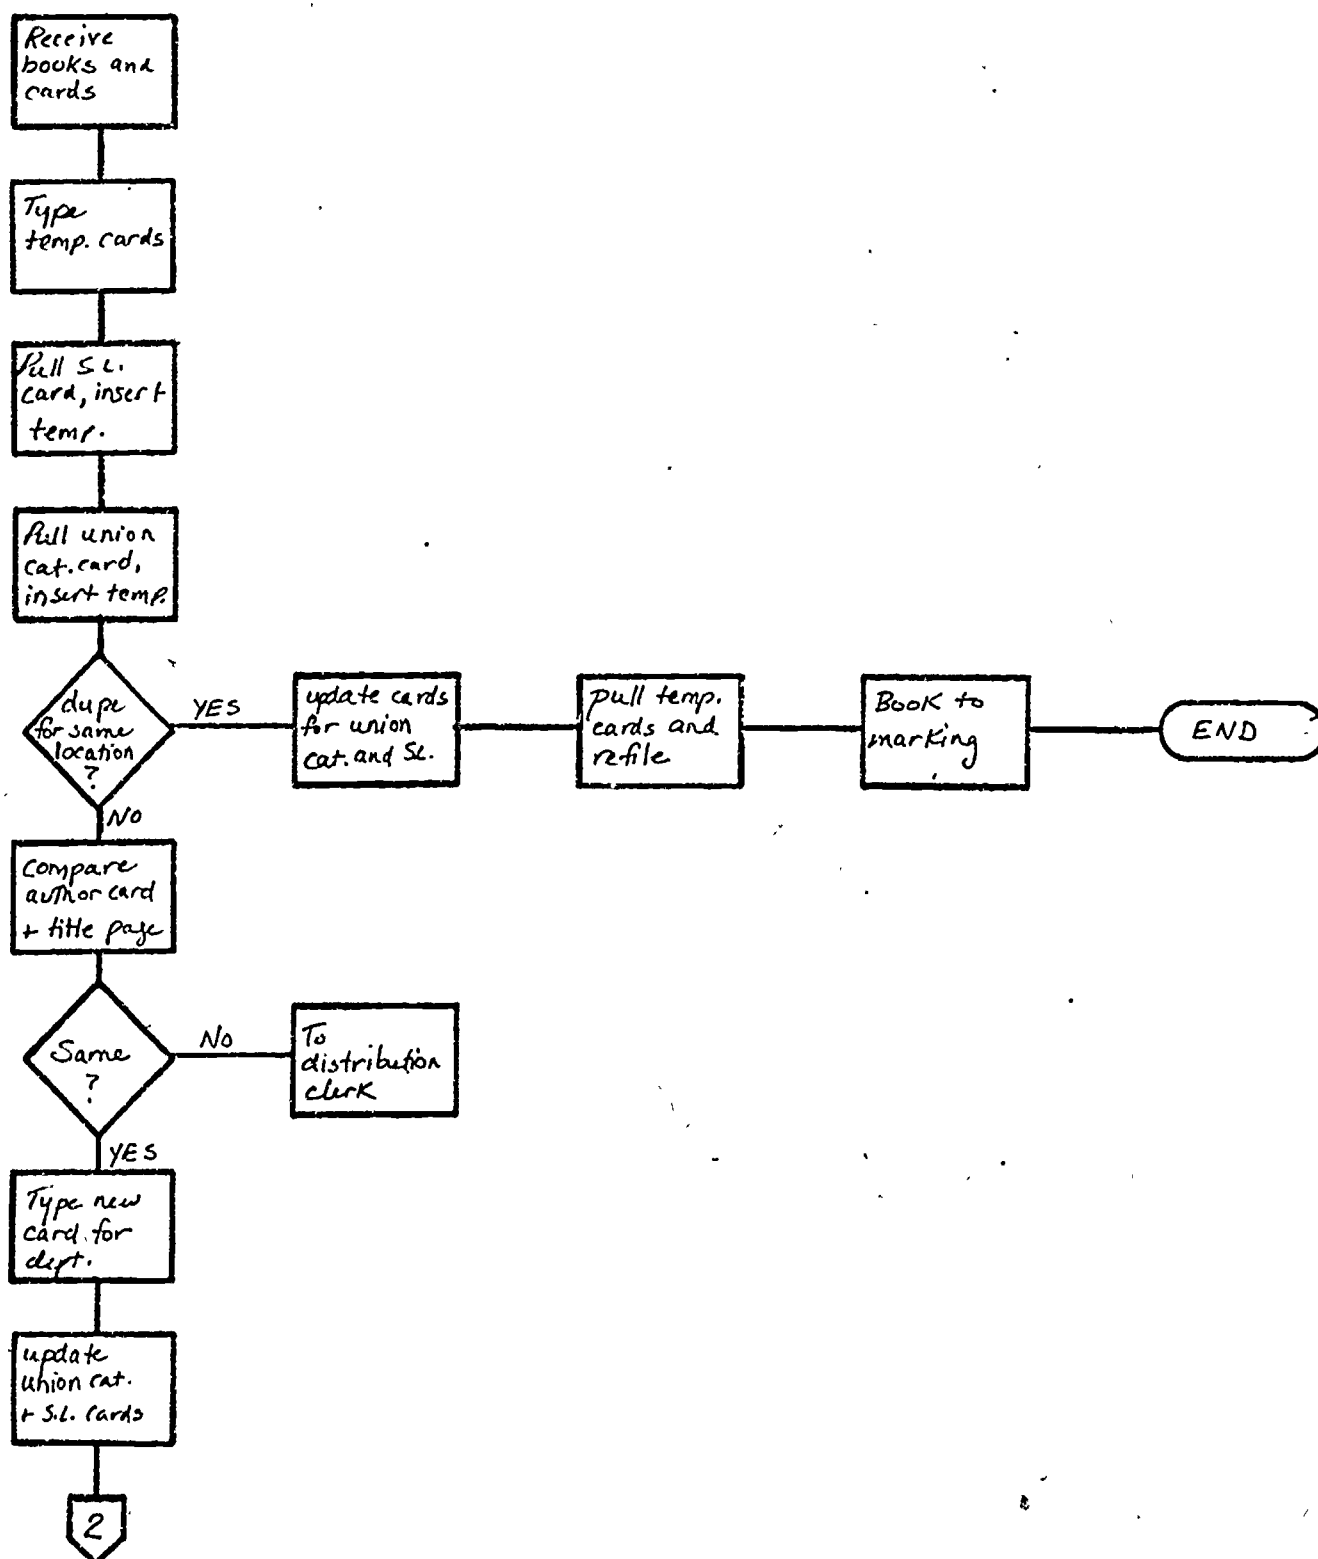 Receive
books and
cards
Type
temp. cards
Pull S.L.
card, insert
temp.
Pull union
cat. card,
insert temp.
dupe
for same
location
?
YES
update cards
for union
cat. and SL.
pull temp.
cards and
refile
Book to
marking
END
NO
Compare
author card
+ title page
Same
?
NO
To
distribution
clerk
YES
Type new
card for
dept.
update
union cat.
+ S.L. cards
2